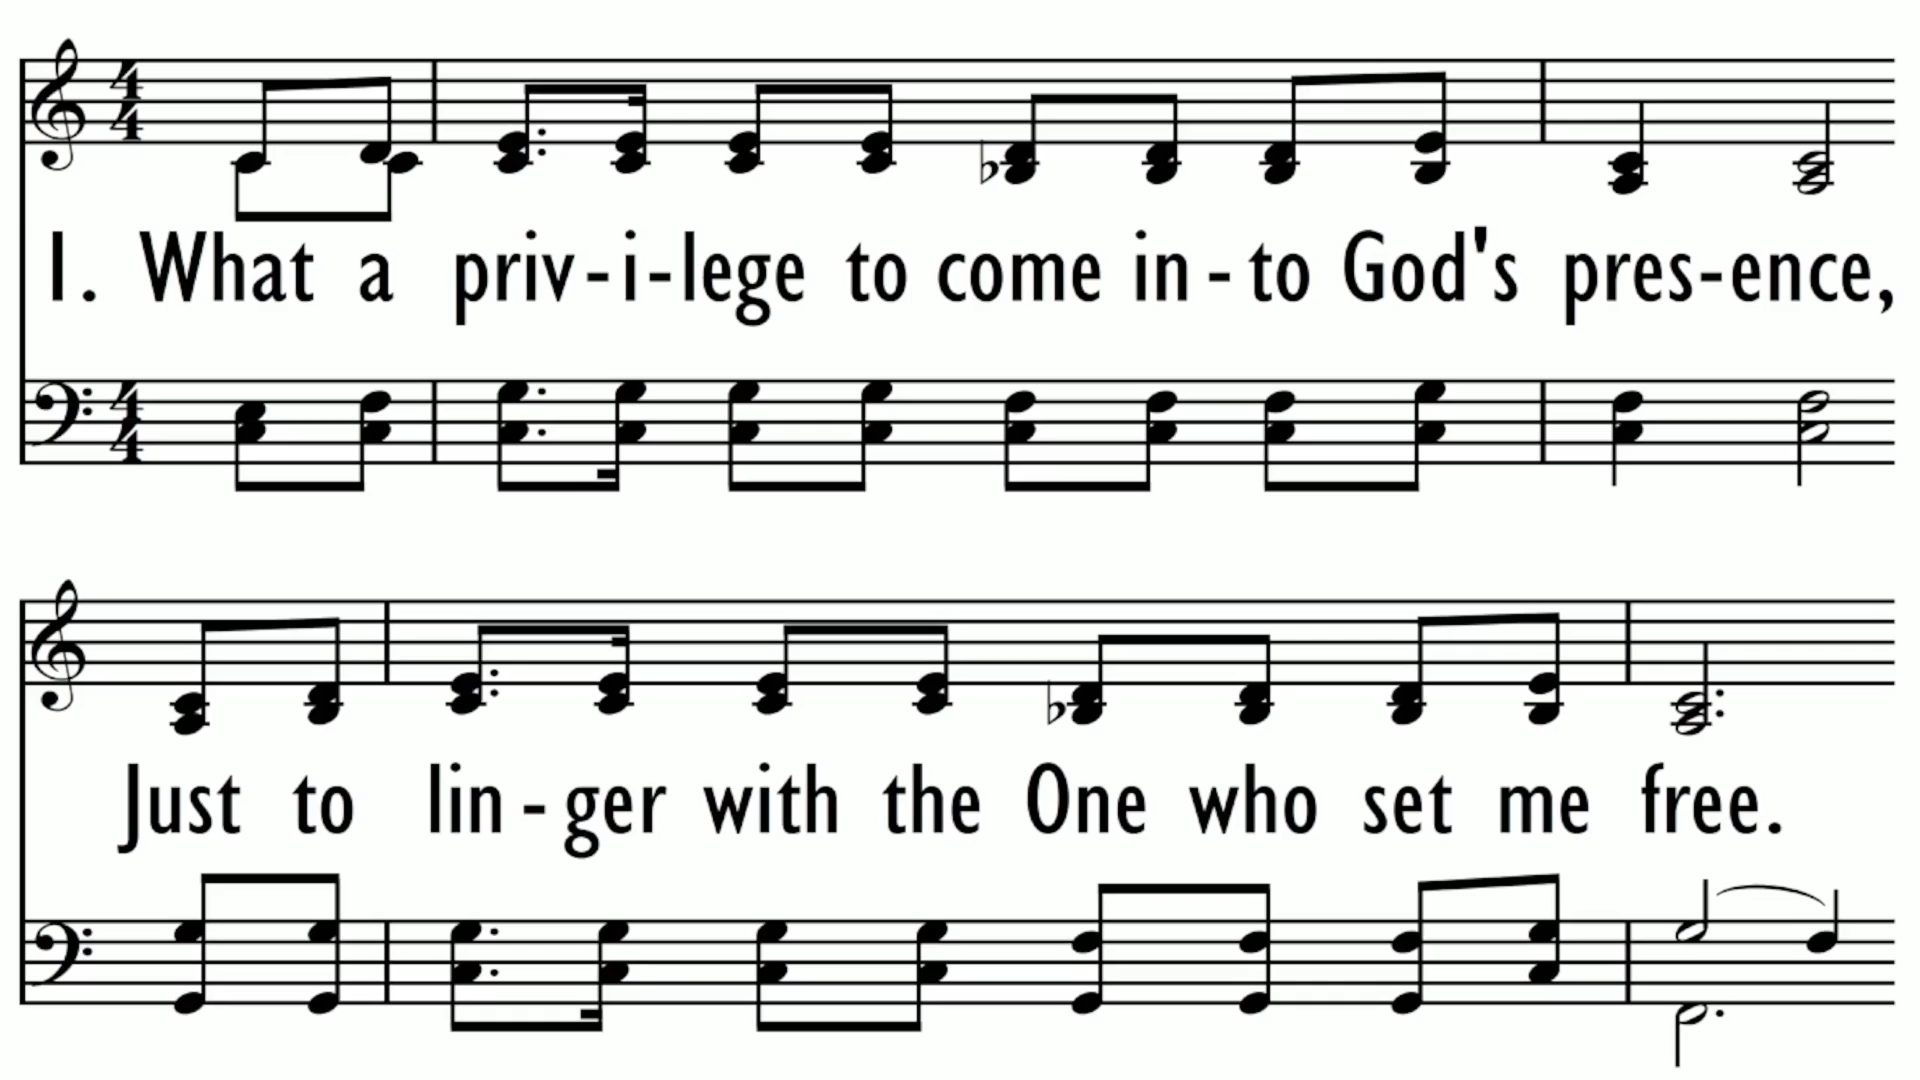 1. What a priv-i-lege to come in-to God's pres-ence,
Just to lin-ger with the One who set me free.